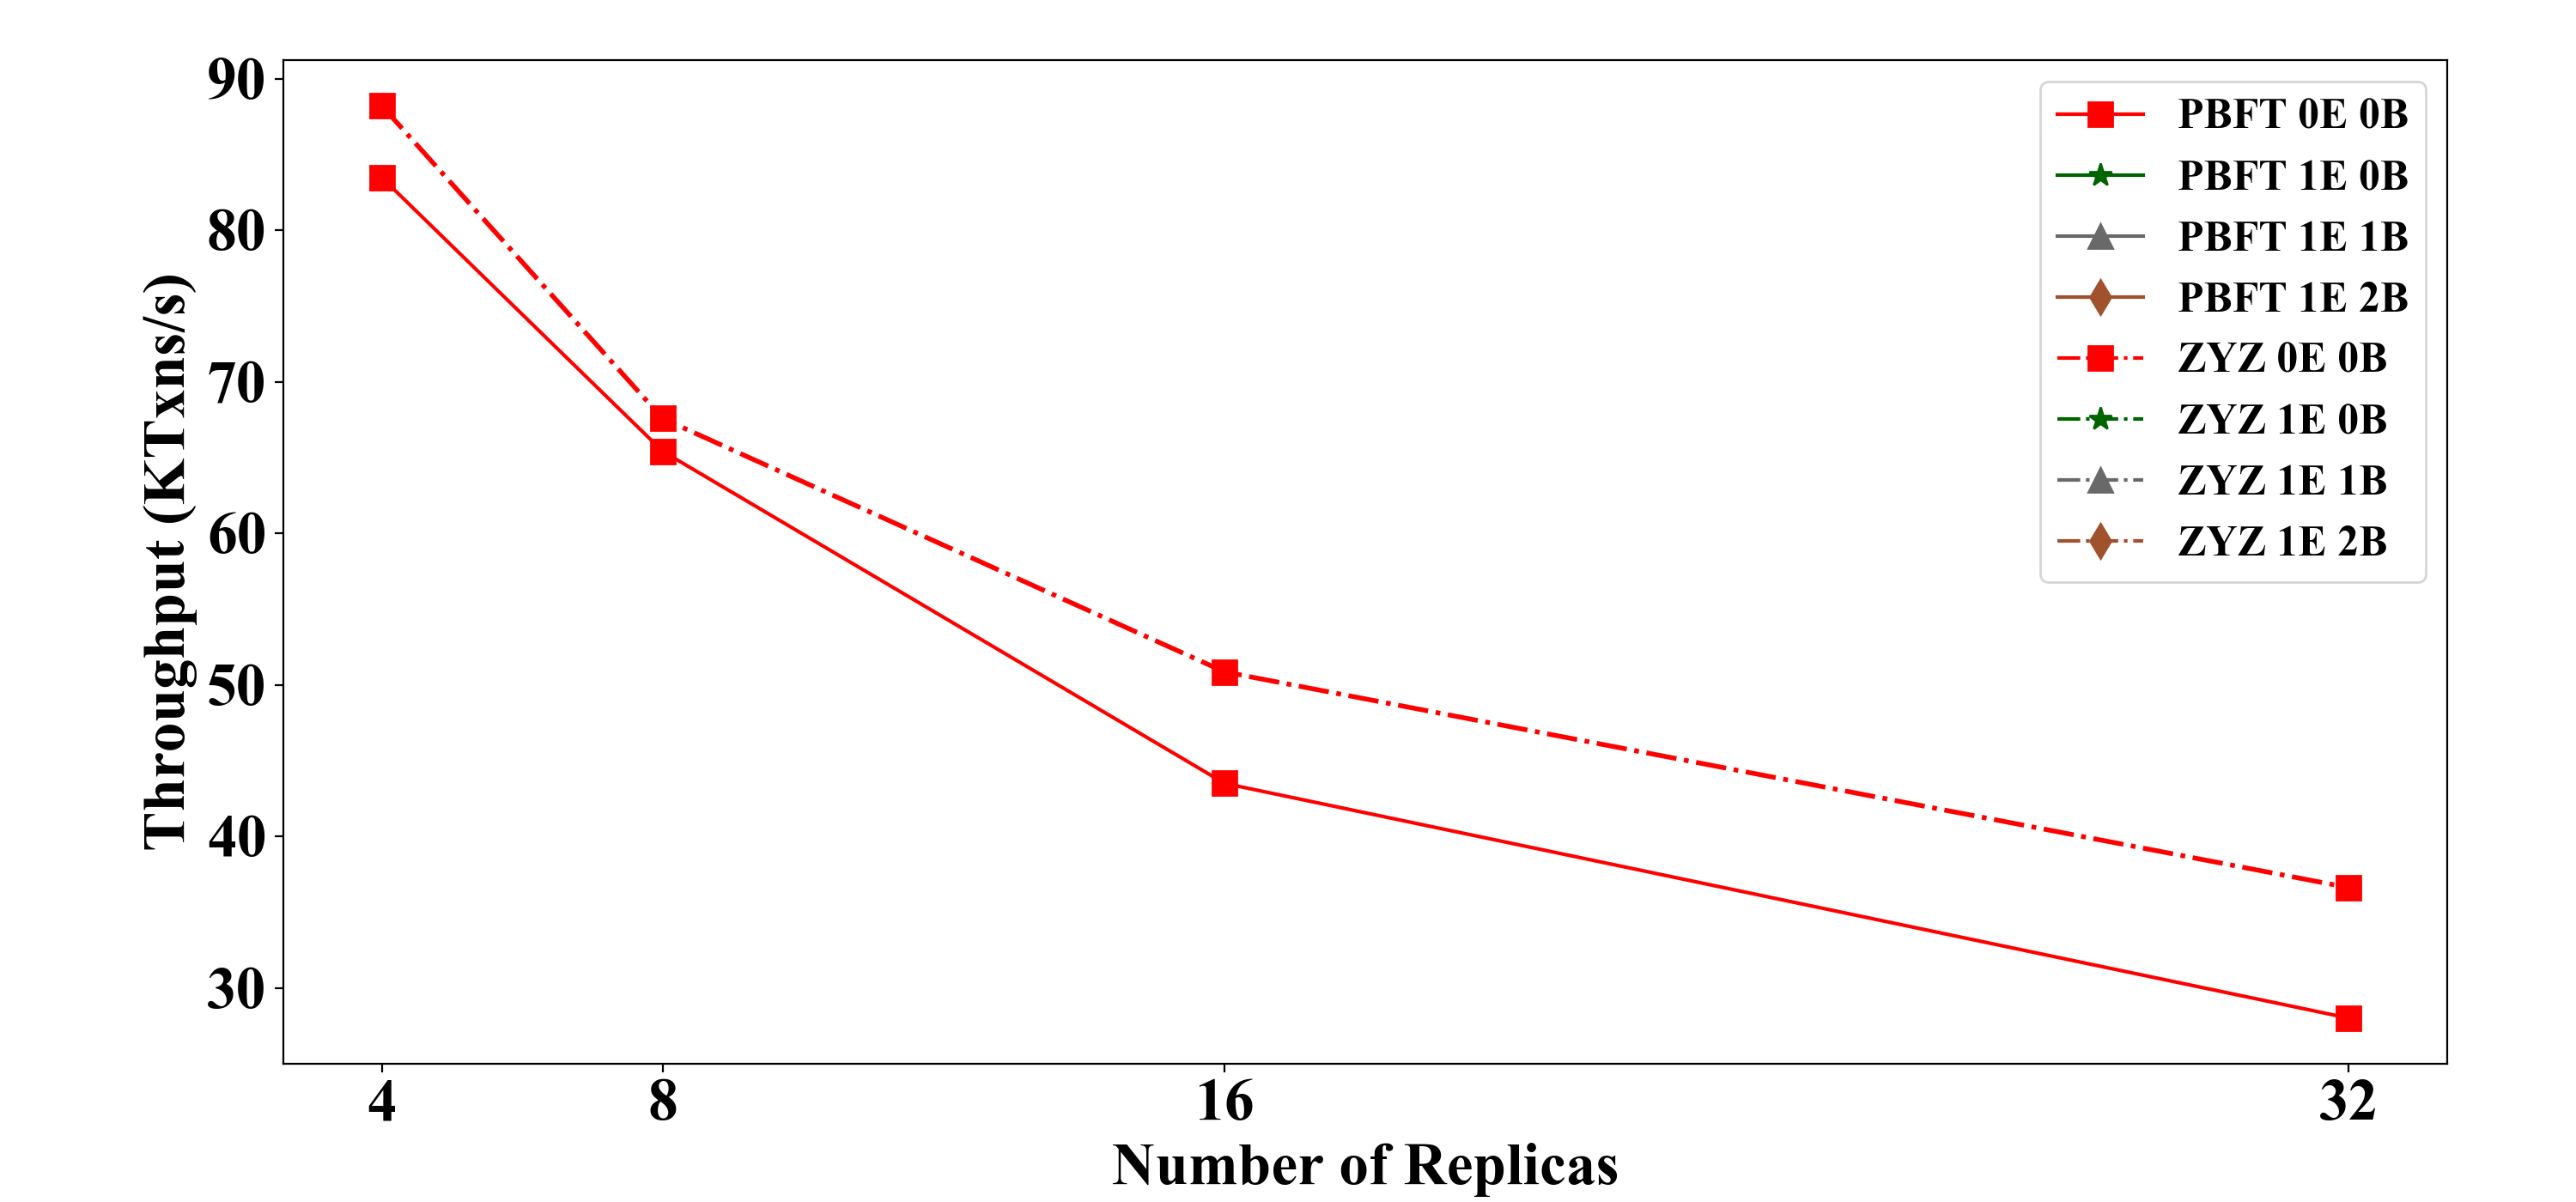 90
80
70
60
50
40
30
Throughput (KTxns/s)
4
8
16
32
Number of Replicas
PBFT 0E 0B
PBFT 1E 0B
PBFT 1E 1B
PBFT 1E 2B
ZYZ 0E 0B
ZYZ 1E 0B
ZYZ 1E 1B
ZYZ 1E 2B